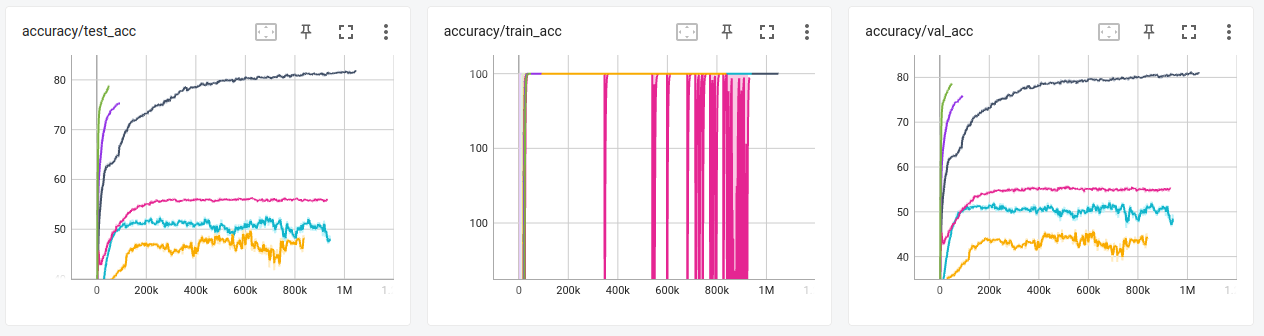 accuracy/test_acc
80
70
60
50
0 200k 400k 600k 800k 1M
accuracy/train_acc
100
100
100
0 200k 400k 600k 800k 1M
accuracy/val_acc
80
70
60
50
40
0 200k 400k 600k 800k 1M